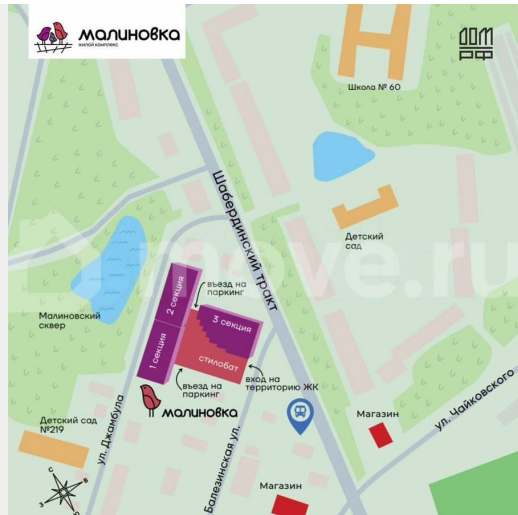 малиновка
жилой комплекс
ДОМ
РФ
Школа № 60
Шабердинский тракт
Детский
сад
move.ru
въезд на
паркинг
2 секция
3 секция
Малиновский
сквер
1 секция
стилобат
вход на
территорию ЖК
въезд на
паркинг
малиновка
Магазин
ул. Чайковского
Детский сад
№219
ул. Джамбула
Балезинская ул.
Магазин
С
В
З
Ю